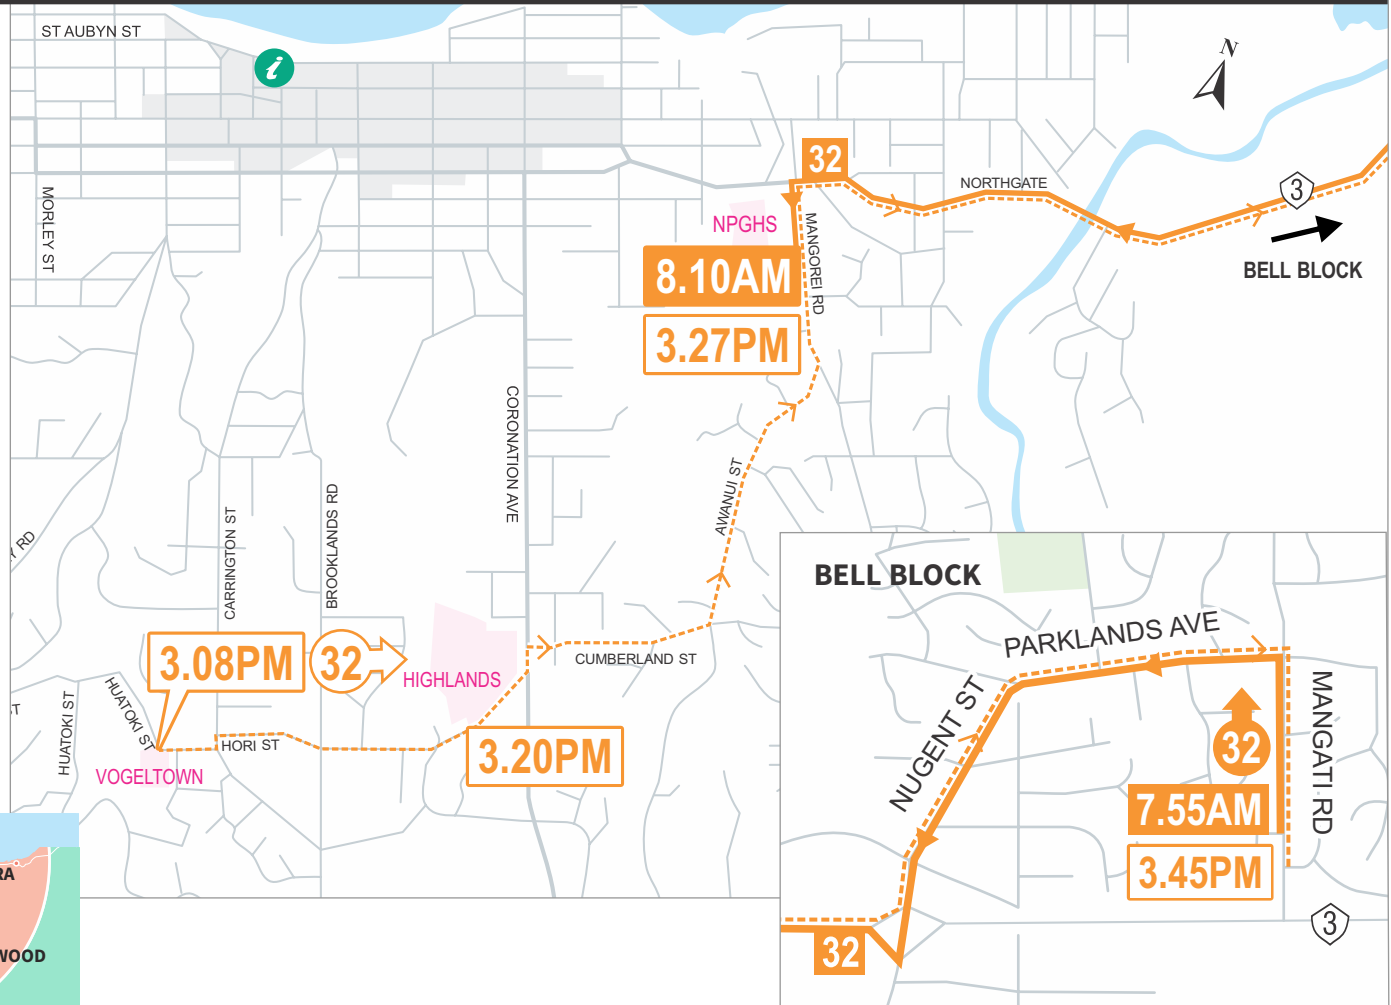 ST AUBYN ST
i
N
32
NORTHGATE
3
MORLEY ST
NPGHS
MANGOREI RD
8.10AM
BELL BLOCK
3.27PM
CORONATION AVE
AWANUI ST
BROOKLANDS RD
CARRINGTON ST
RD
3.08PM
32
HIGHLANDS
CUMBERLAND ST
HUATOKI ST
HUATOKI ST
HORI ST
VOGELTOWN
3.20PM
BELL BLOCK
PARKLANDS AVE
NUGENT ST
MANGATI RD
32
7.55AM
3.45PM
32
3
RA
WOOD